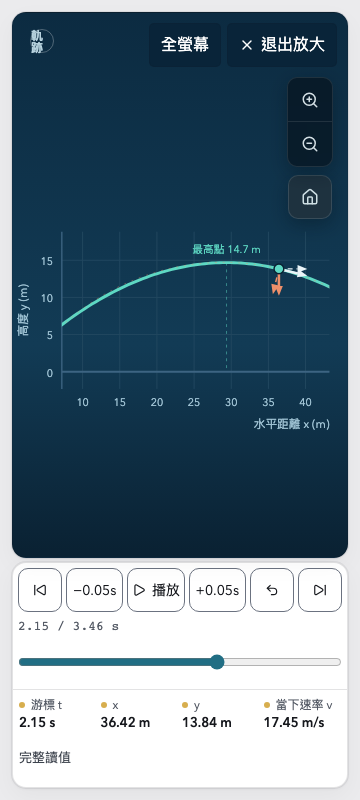 軌跡
全螢幕
退出放大
最高點 14.7 m
15
10
5
0
高度 y (m)
10 15 20 25 30 35 40
水平距離 x (m)
−0.05s
播放
+0.05s
2.15 / 3.46 s
游標 t
2.15 s
x
36.42 m
y
13.84 m
當下速率 v
17.45 m/s
完整讀值